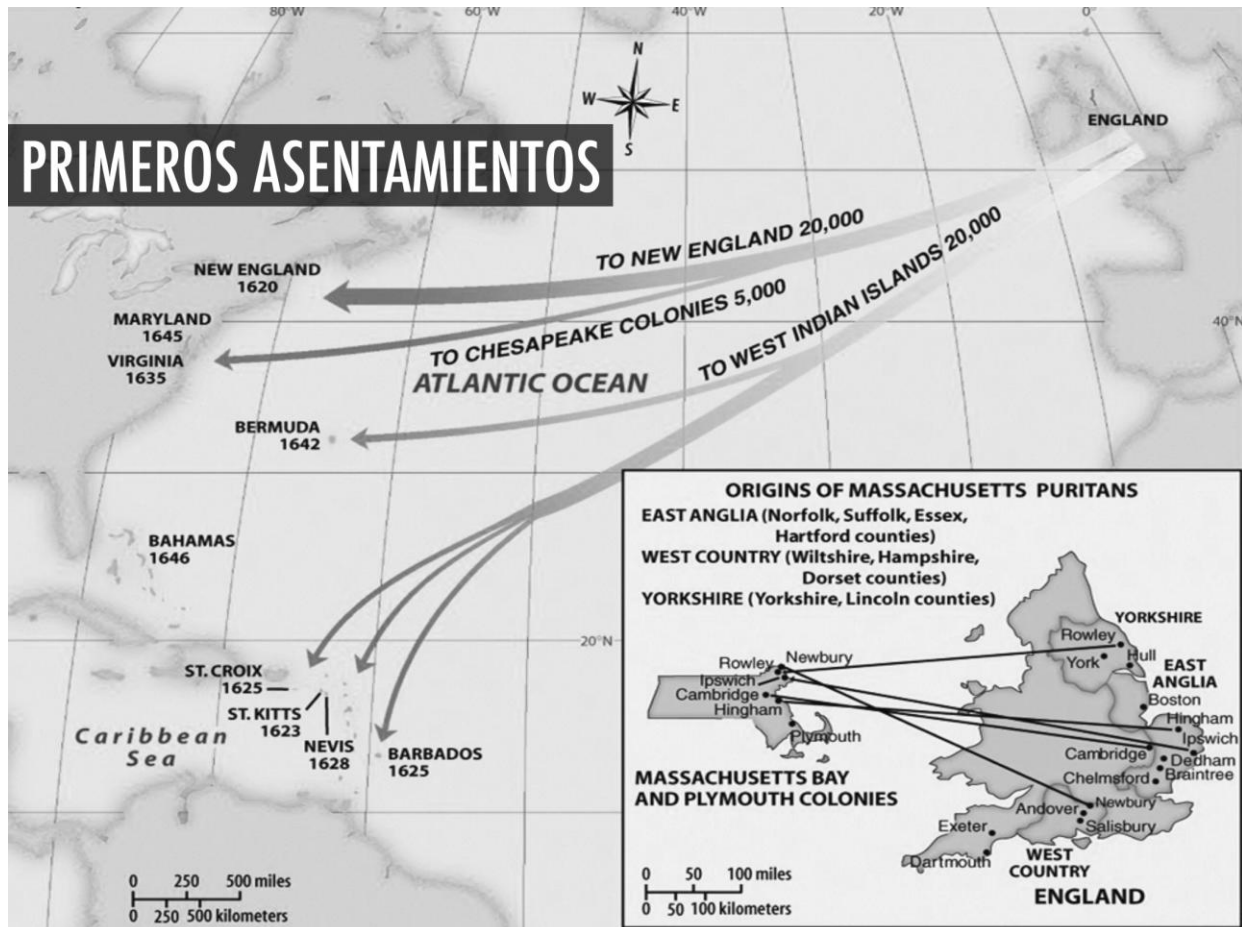 80°W
60°W
40°W
20°W
0°
N
W
E
S
ENGLAND
PRIMEROS ASENTAMIENTOS
TO NEW ENGLAND 20,000
NEW ENGLAND
1620
TO CHESAPEAKE COLONIES 5,000
TO WEST INDIAN ISLANDS 20,000
MARYLAND
1645
40°N
VIRGINIA
1635
ATLANTIC OCEAN
BERMUDA
1642
BAHAMAS
1646
20°N
ST. CROIX
1625
ST. KITTS
1623
NEVIS
1628
BARBADOS
1625
Caribbean
Sea
0 250 500 miles
0 250 500 kilometers
ORIGINS OF MASSACHUSETTS PURITANS
EAST ANGLIA (Norfolk, Suffolk, Essex,
Hartford counties)
WEST COUNTRY (Wiltshire, Hampshire,
Dorset counties)
YORKSHIRE (Yorkshire, Lincoln counties)
YORKSHIRE
Rowley
York
Hull
EAST
ANGLIA
Boston
Hingham
Ipswich
Cambridge
Dedham
Braintree
Chelmsford
Newbury
Andover
Salisbury
Exeter
Dartmouth
WEST
COUNTRY
ENGLAND
Rowley
Newbury
Ipswich
Cambridge
Hingham
Plymouth
MASSACHUSETTS BAY
AND PLYMOUTH COLONIES
0 50 100 miles
0 50 100 kilometers